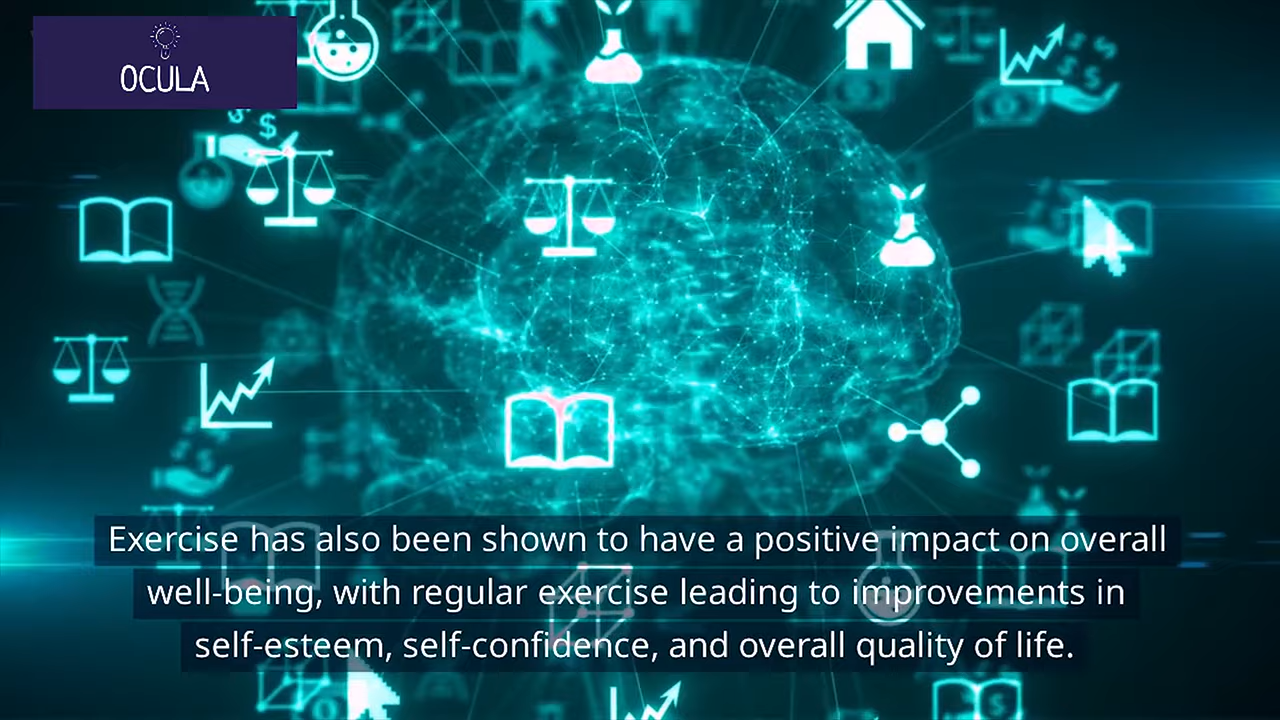 OCULA
Exercise has also been shown to have a positive impact on overall
well-being, with regular exercise leading to improvements in
self-esteem, self-confidence, and overall quality of life.